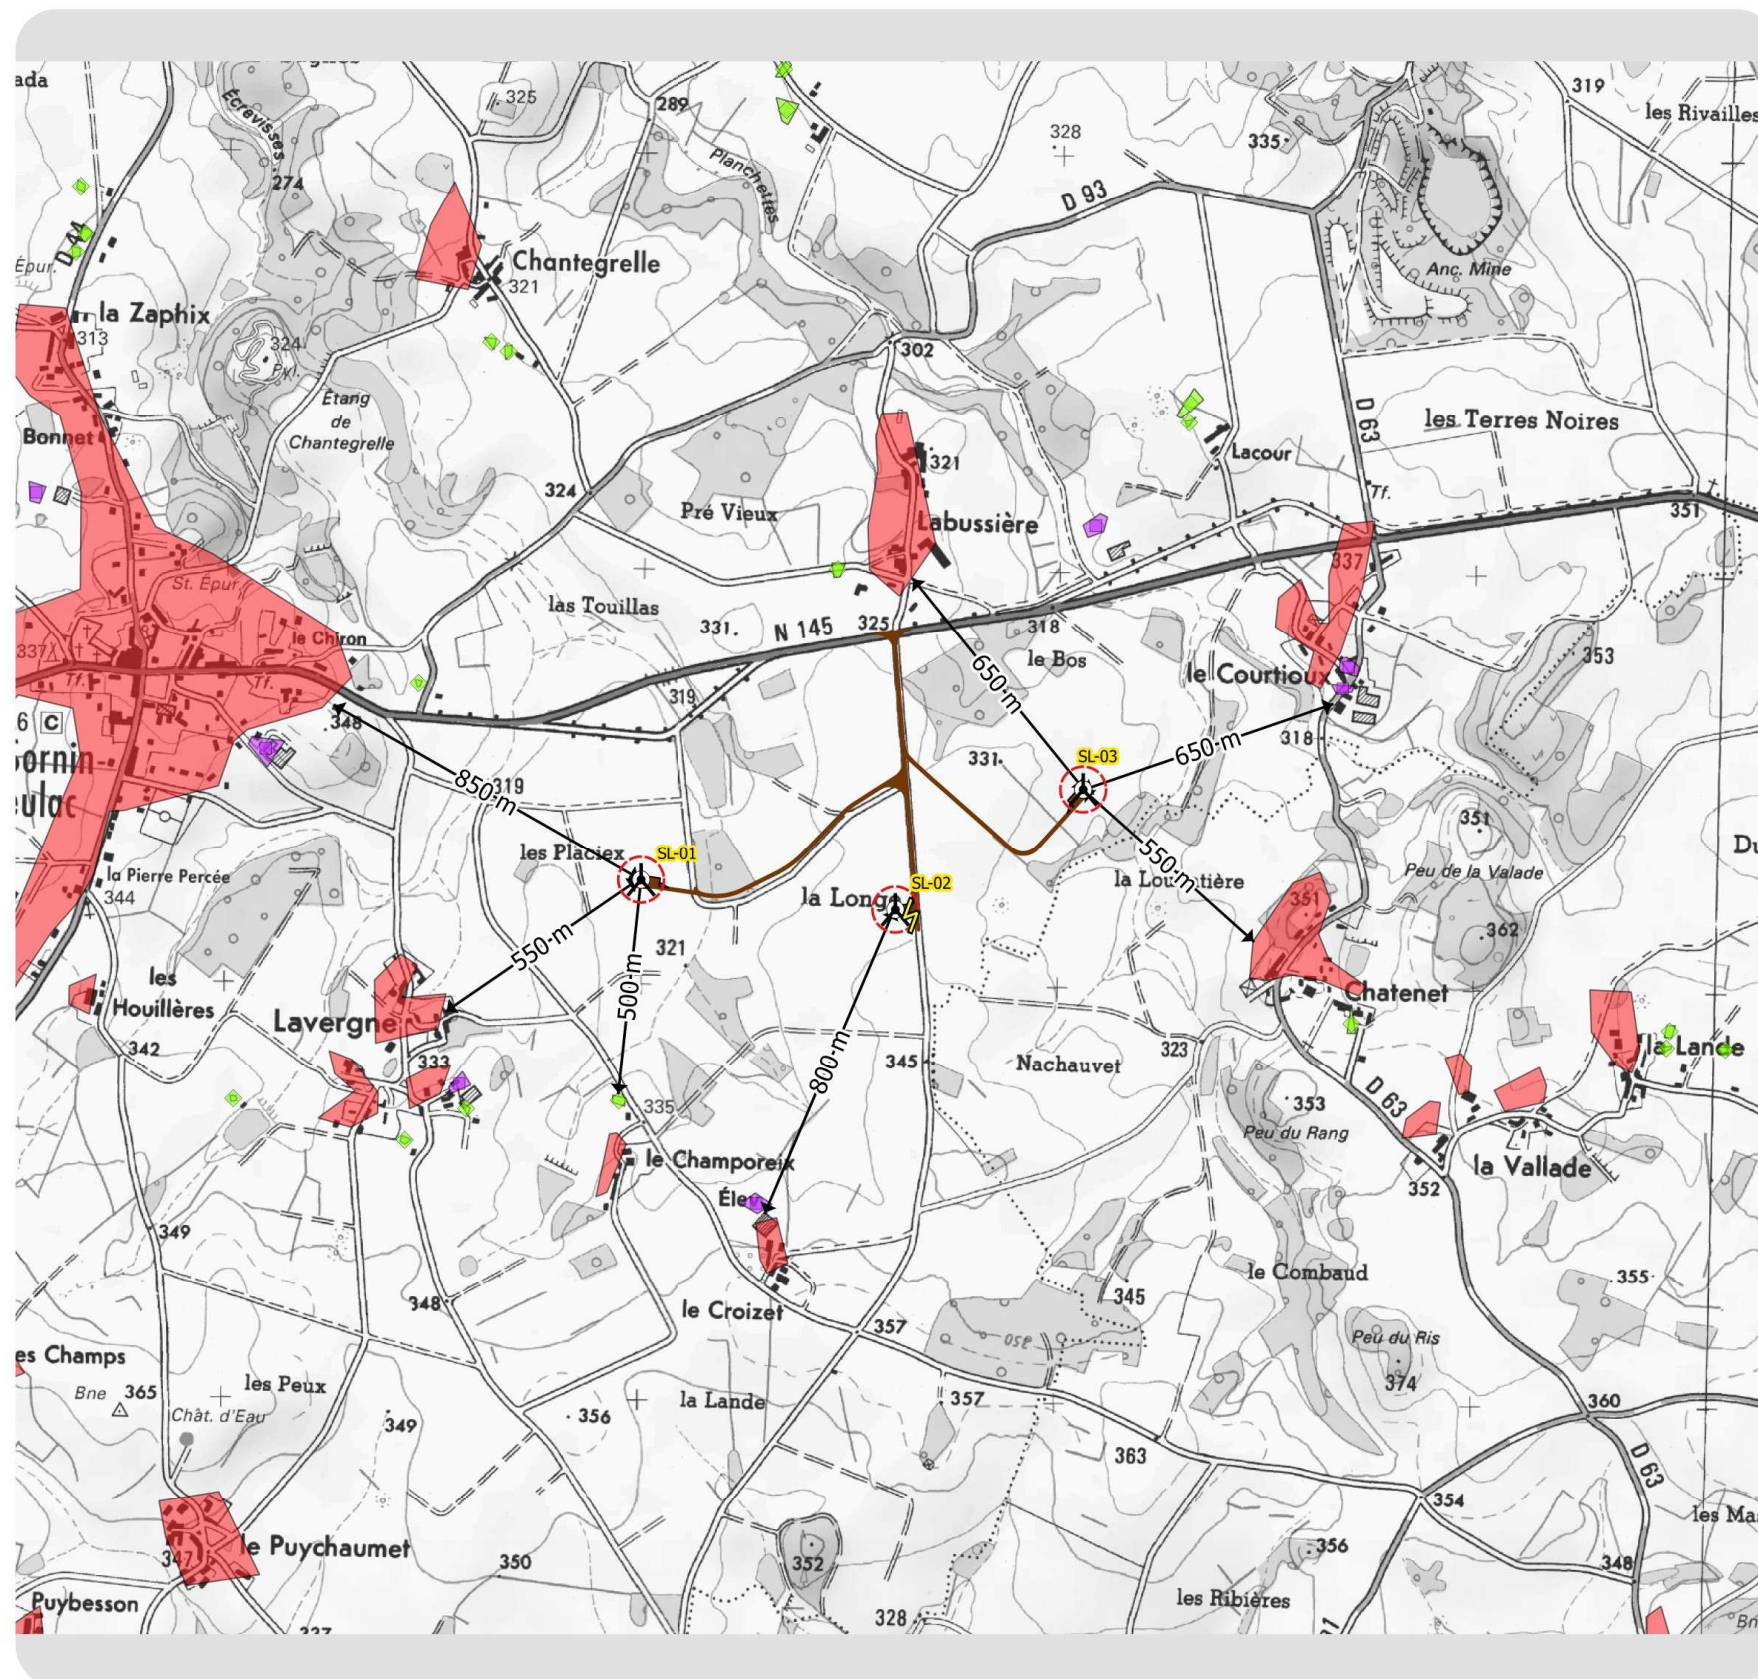 ada
325
289
319
les Rivailles
Écrevisses
274
Planchettes
328
335
D 93
D 44
Épur.
Chantegrelle
321
Anc. Mine
la Zaphix
313
324
Pyl.
302
Étang
de
Chantegrelle
D 63
les Terres Noires
Bonnet
321
Lacour
324
Pré Vieux
Labussière
Tf.
351
St. Epur.
337
las Touillas
331.
N 145
325
318
le Bos
le Chiron
337
Tf.
Tf.
319
353
le Courtioux
6 C
348
650 m
650 m
318
ornin
ulac
850 m
319
331.
SL-03
351
les Placiex
SL-01
550 m
Peu de la Valade
la Pierre Percée
344
la Long
SL-02
351
362
321
550 m
500 m
les
Houillères
Lavergne
Chatenet
342
333
800 m
345
Nachauvet
323
la Lande
335
353
Peu du Rang
D 63
le Champoreix
la Vallade
352
349
348
le Combaud
345
355
le Croizet
357
Peu du Ris
374
es Champs
Bne
365
les Peux
Chât. d'Eau
349
356
la Lande
357
360
363
D 63
354
les Ma
le Puychaumet
347
350
352
356
348
Puybesson
328
les Ribières